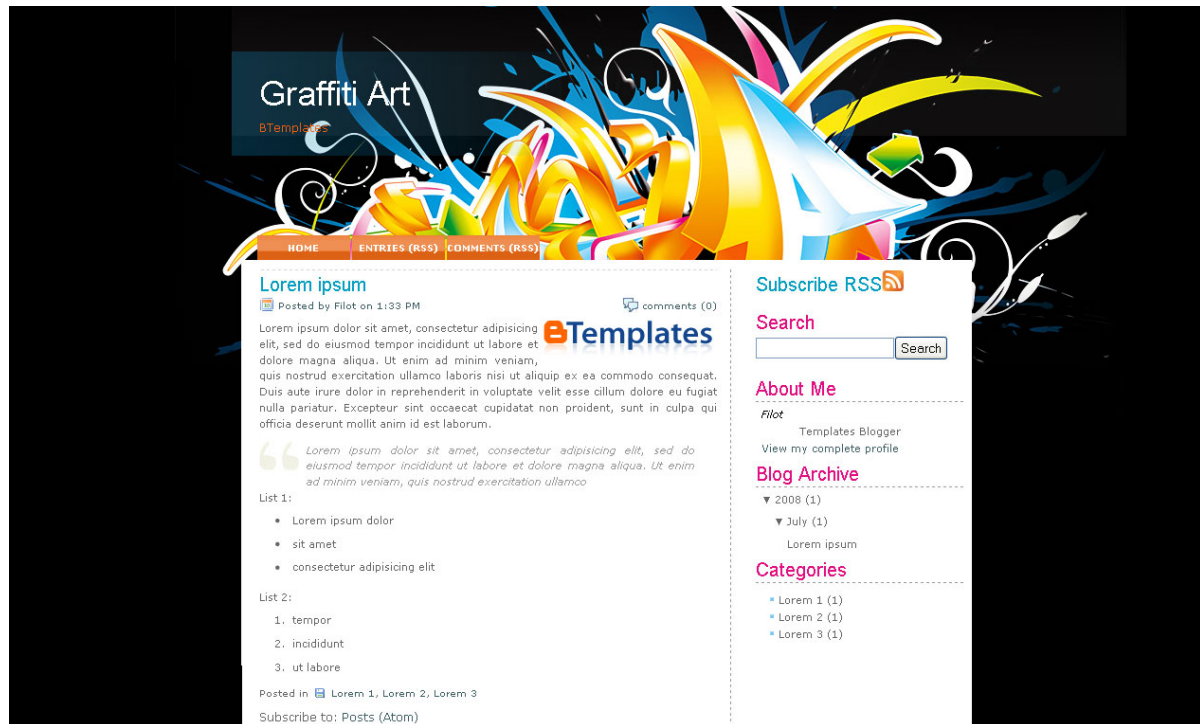 Graffiti Art
BTemplates
HOME ENTRIES (RSS) COMMENTS (RSS)
Lorem ipsum
Posted by Filot on 1:33 PM comments (0)
BTemplates
Lorem ipsum dolor sit amet, consectetur adipisicing
elit, sed do eiusmod tempor incididunt ut labore et
dolore magna aliqua. Ut enim ad minim veniam,
quis nostrud exercitation ullamco laboris nisi ut aliquip ex ea commodo consequat.
Duis aute irure dolor in reprehenderit in voluptate velit esse cillum dolore eu fugiat
nulla pariatur. Excepteur sint occaecat cupidatat non proident, sunt in culpa qui
officia deserunt mollit anim id est laborum.
Lorem ipsum dolor sit amet, consectetur adipisicing elit, sed do
eiusmod tempor incididunt ut labore et dolore magna aliqua. Ut enim
ad minim veniam, quis nostrud exercitation ullamco
List 1:
• Lorem ipsum dolor
• sit amet
• consectetur adipisicing elit
List 2:
1. tempor
2. incididunt
3. ut labore
Posted in Lorem 1, Lorem 2, Lorem 3
Subscribe to: Posts (Atom)
Subscribe RSS
Search
Search
About Me
Filot
Templates Blogger
View my complete profile
Blog Archive
▼ 2008 (1)
▼ July (1)
Lorem ipsum
Categories
Lorem 1 (1)
Lorem 2 (1)
Lorem 3 (1)